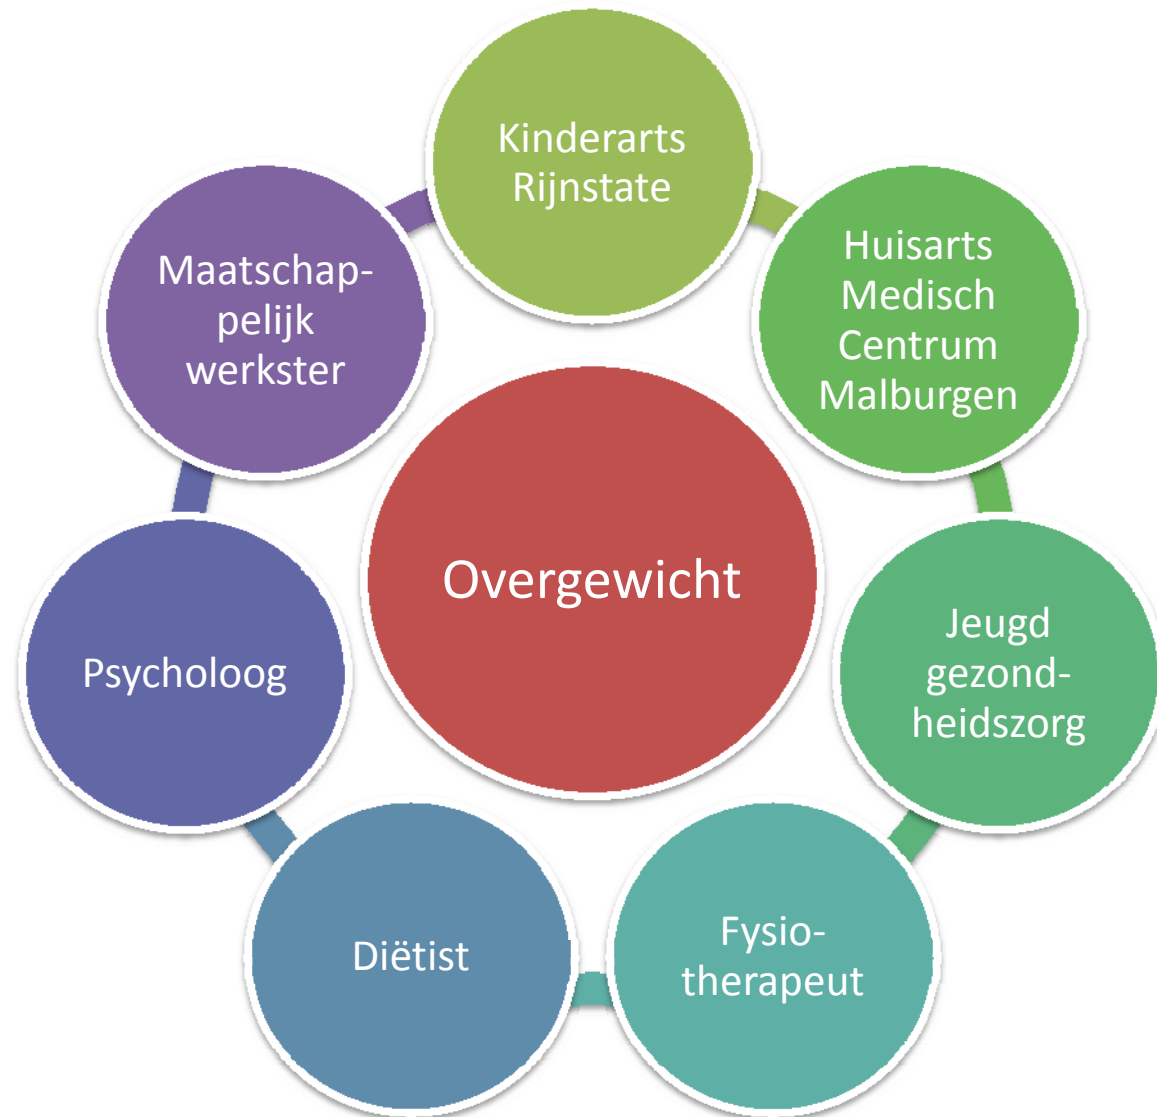 Kinderarts
Rijnstate
Huisarts
Medisch
Centrum
Malburgen
Jeugd
gezond-
heidszorg
Fysio-
therapeut
Diëtist
Psycholoog
Maatschap-
pelijk
werkster
Overgewicht